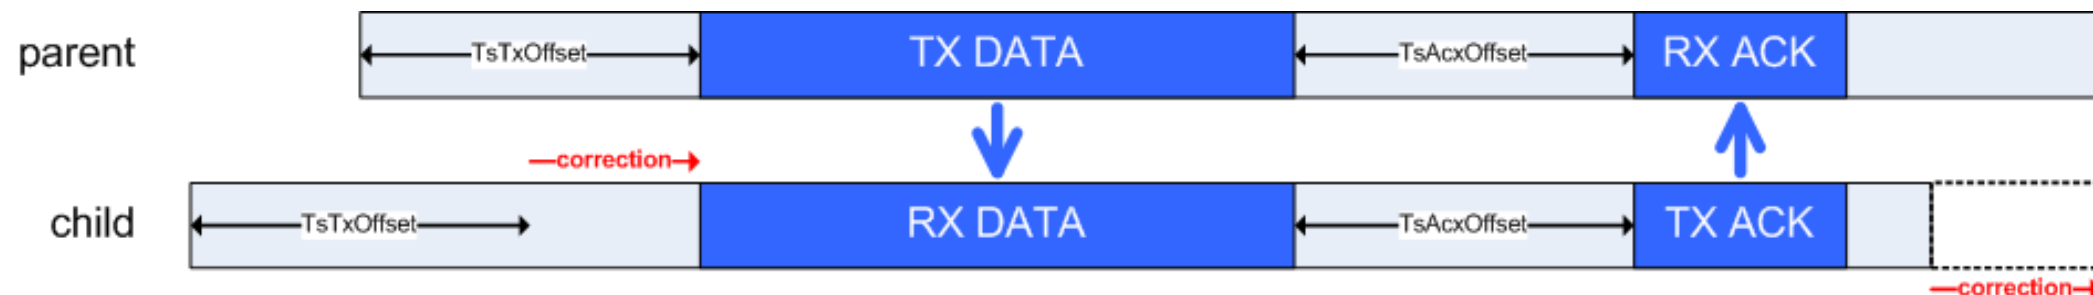 parent TsTxOffset TX DATA TsAcxOffset RX ACK
correction
child TsTxOffset RX DATA TsAcxOffset TX ACK
correction